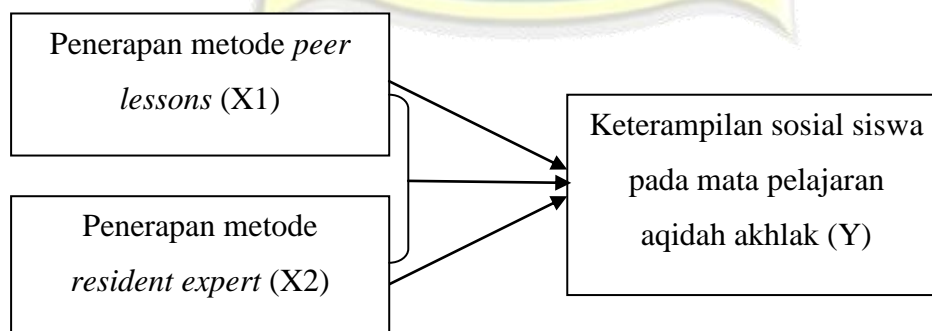 Penerapan metode peer
lessons (X1)
Keterampilan sosial siswa
pada mata pelajaran
aqidah akhlak (Y)
Penerapan metode
resident expert (X2)